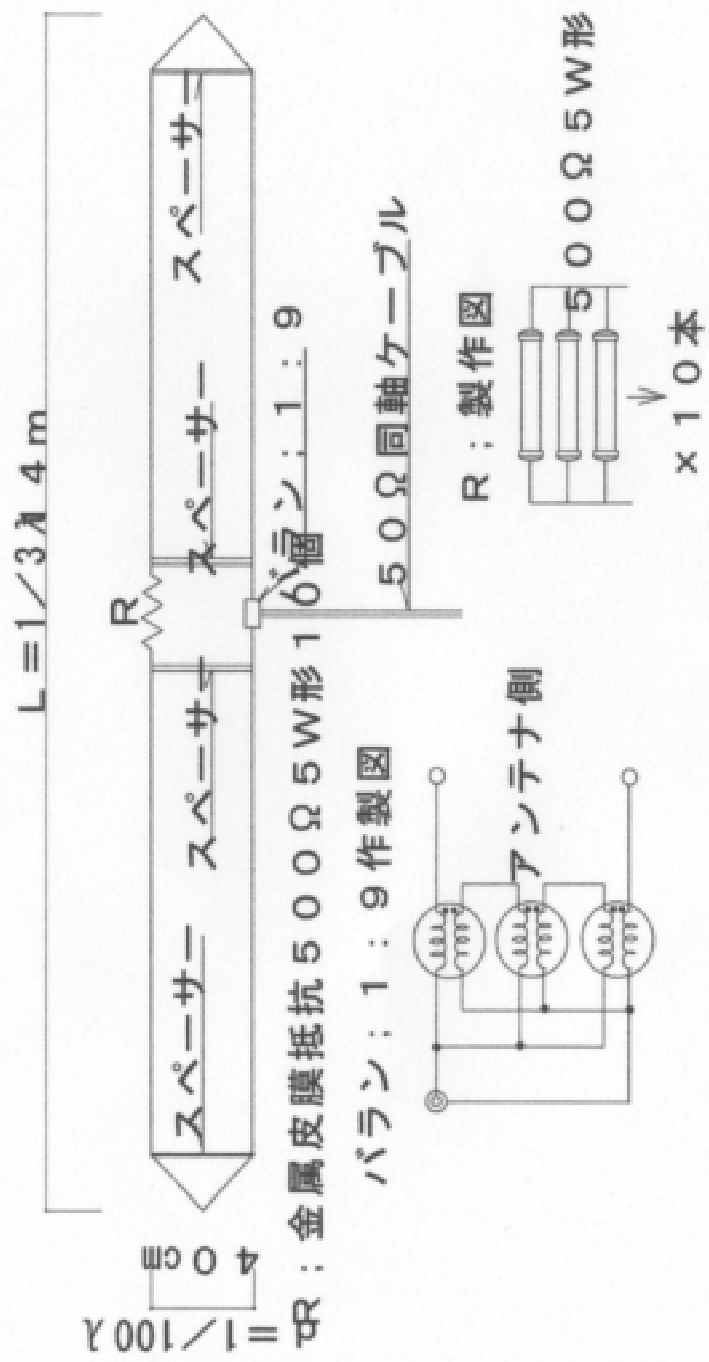 L=1/3λ 14m
R
スペーサー
スペーサー
スペーサー
スペーサー
40cm
=1/100λ
バラン:1:9
50Ω同軸ケーブル
R:金属皮膜抵抗500Ω5W形10個
バラン:1:9作製図
アンテナ側
R:製作図
500Ω5W形
×10本